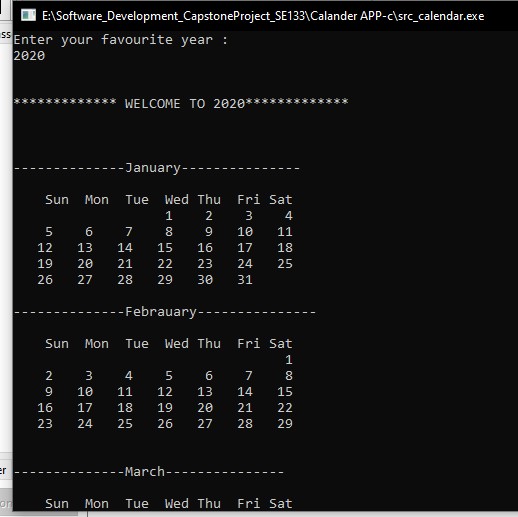 E:\Software_Development_CapstoneProject_SE133\Calander APP-c\src_calendar.exe
Enter your favourite year :
2020
************* WELCOME TO 2020*************
--------------January---------------
Sun Mon Tue Wed Thu Fri Sat
1 2 3 4
5 6 7 8 9 10 11
12 13 14 15 16 17 18
19 20 21 22 23 24 25
26 27 28 29 30 31
--------------Febrauary---------------
Sun Mon Tue Wed Thu Fri Sat
1
2 3 4 5 6 7 8
9 10 11 12 13 14 15
16 17 18 19 20 21 22
23 24 25 26 27 28 29
--------------March---------------
Sun Mon Tue Wed Thu Fri Sat